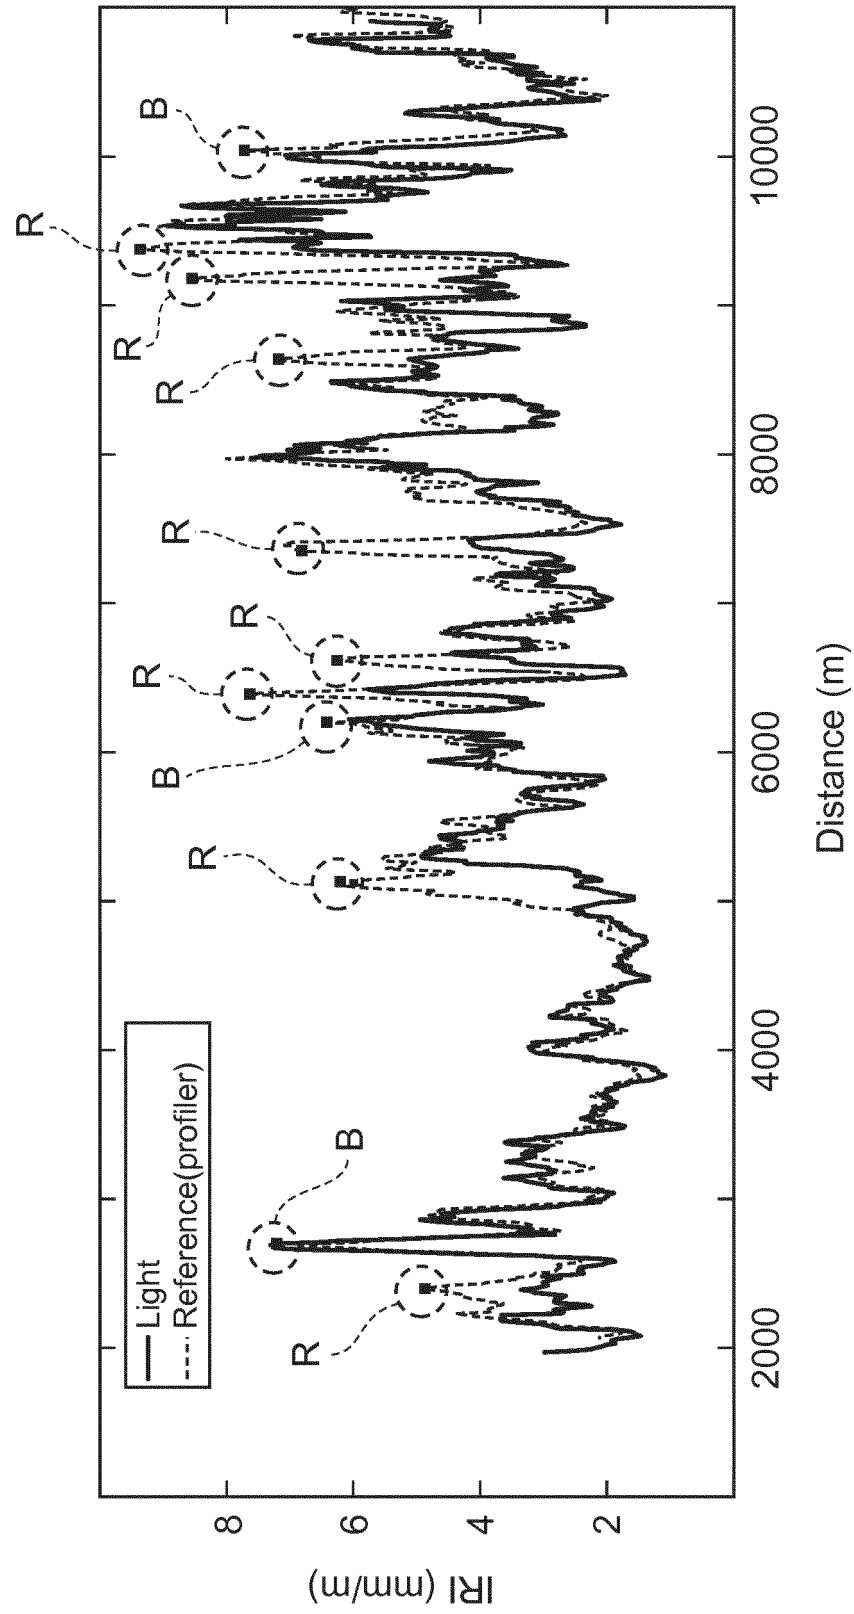 Light
Reference(profiler)
R
B
R
B
R
R
R
R
R
R
B
8
6
4
2
IRI (mm/m)
2000
4000
6000
8000
10000
Distance (m)